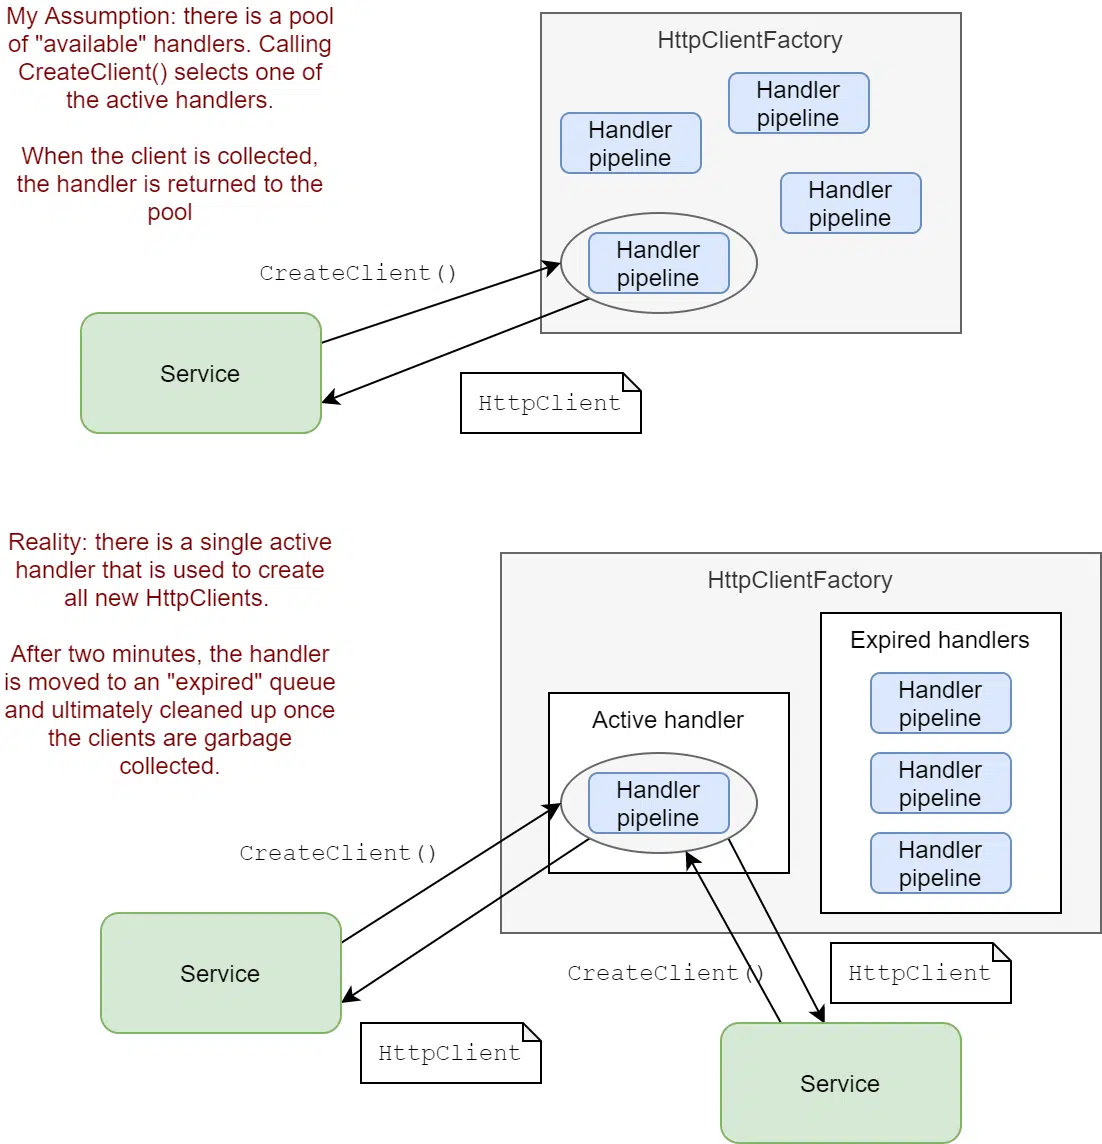 My Assumption: there is a pool
of "available" handlers. Calling
CreateClient() selects one of
the active handlers.
When the client is collected,
the handler is returned to the
pool
HttpClientFactory
Handler
pipeline
Handler
pipeline
Handler
pipeline
Handler
pipeline
CreateClient()
Service
HttpClient
Reality: there is a single active
handler that is used to create
all new HttpClients.
After two minutes, the handler
is moved to an "expired" queue
and ultimately cleaned up once
the clients are garbage
collected.
HttpClientFactory
Expired handlers
Handler
pipeline
Handler
pipeline
Handler
pipeline
Active handler
Handler
pipeline
CreateClient()
Service
HttpClient
CreateClient()
HttpClient
Service